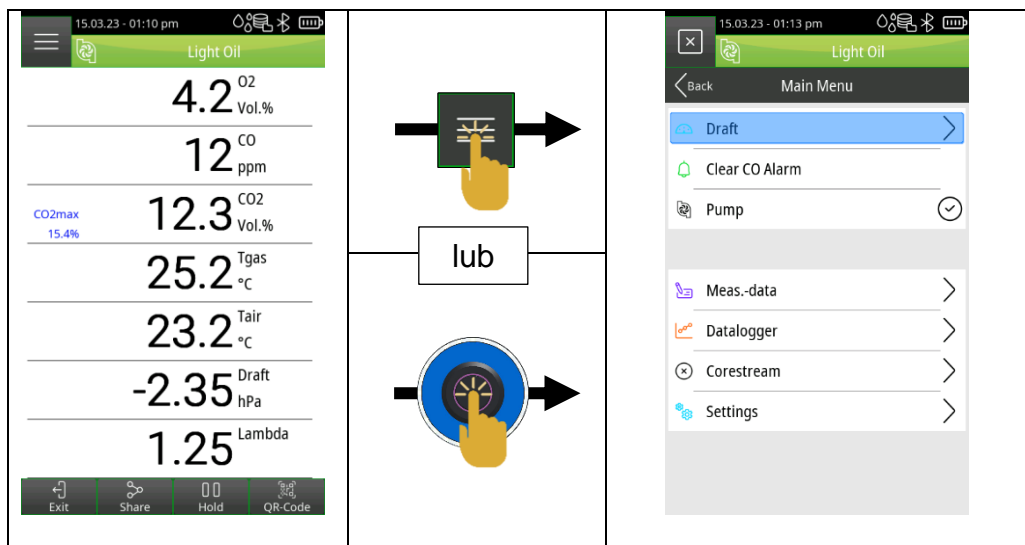 15.03.23 - 01:10 pm
Light Oil
4.2 O2 Vol.%
12 CO ppm
CO2max 15.4% 12.3 CO2 Vol.%
25.2 Tgas °C
23.2 Tair °C
-2.35 Draft hPa
1.25 Lambda
Exit Share Hold QR-Code
lub
15.03.23 - 01:13 pm
Light Oil
Back Main Menu
Draft
Clear CO Alarm
Pump
Meas.-data
Datalogger
Corestream
Settings